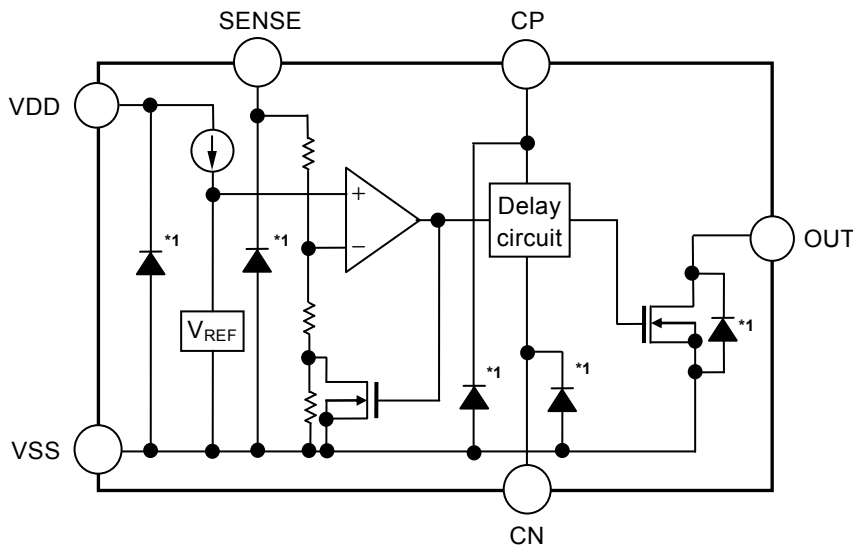 SENSE
CP
VDD
*1
*1
+
−
Delay
circuit
OUT
VREF
*1
*1
*1
VSS
CN